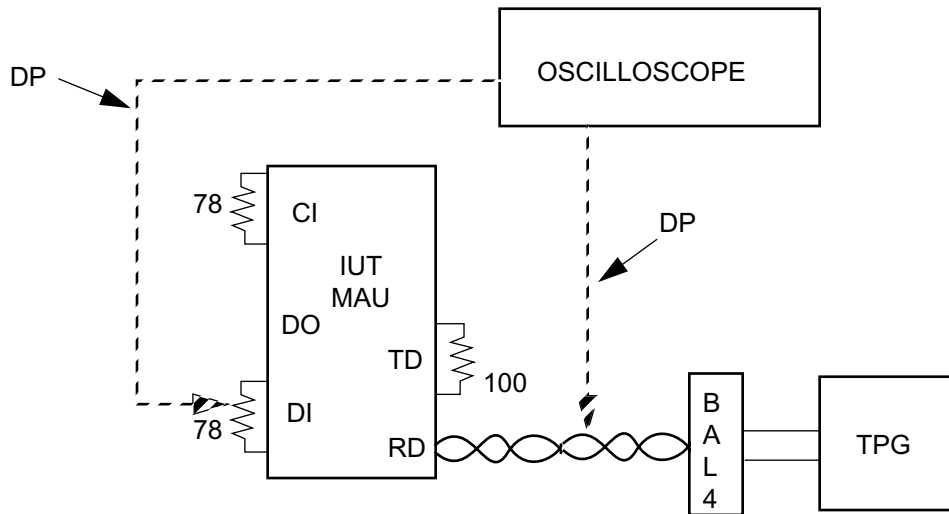 OSCILLOSCOPE
DP
78
CI
DP
IUT
MAU
DO
TD
100
78
DI
RD
B
A
L
4
TPG